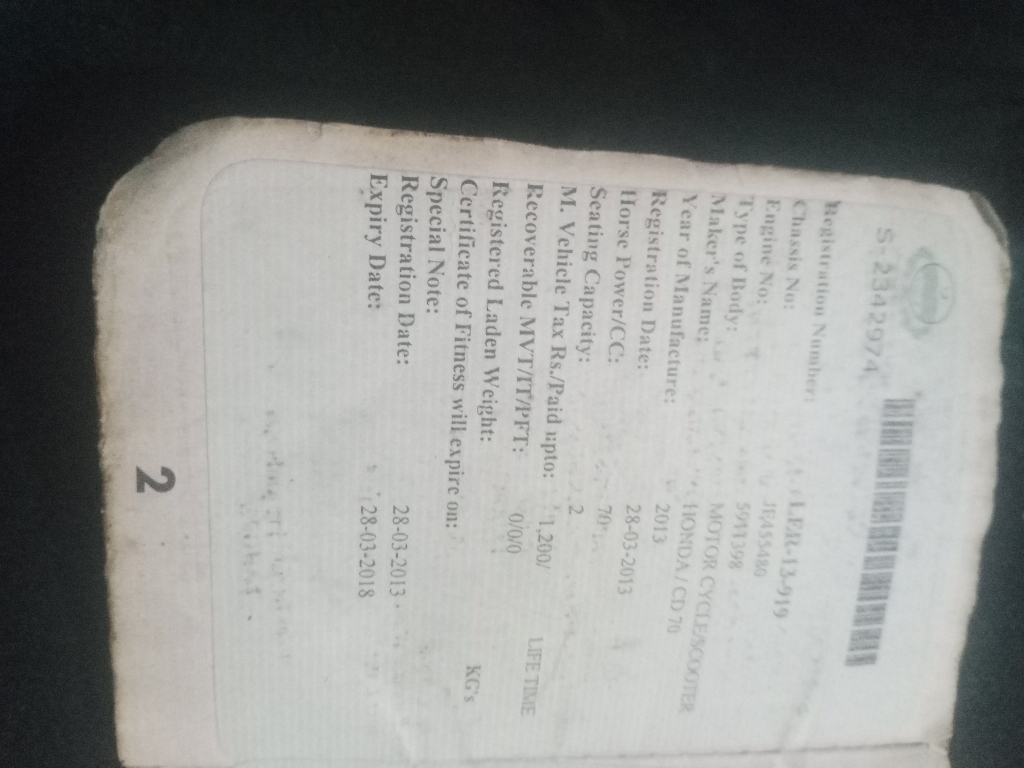 S-2342974
Registration Number: LER-13-919
Chassis No: JE455480
Engine No: 5911398
Type of Body: MOTOR CYCLE/SCOOTER
Maker's Name: HONDA / CD 70
Year of Manufacture: 2013
Registration Date: 28-03-2013
Horse Power/CC: 70
Seating Capacity: 2
M. Vehicle Tax Rs./Paid upto: 1,200/ LIFE TIME
Recoverable MVT/IT/PFT: 0/0/0
Registered Laden Weight: KG's
Certificate of Fitness will expire on:
Special Note:
Registration Date: 28-03-2013
Expiry Date: 28-03-2018
2